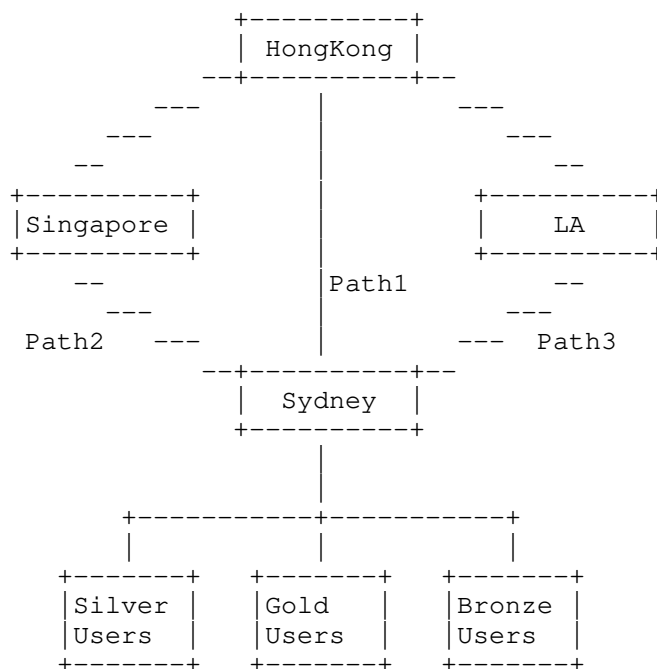 HongKong
Singapore
LA
Path1
Path2
Path3
Sydney
Silver Gold Bronze
Users Users Users